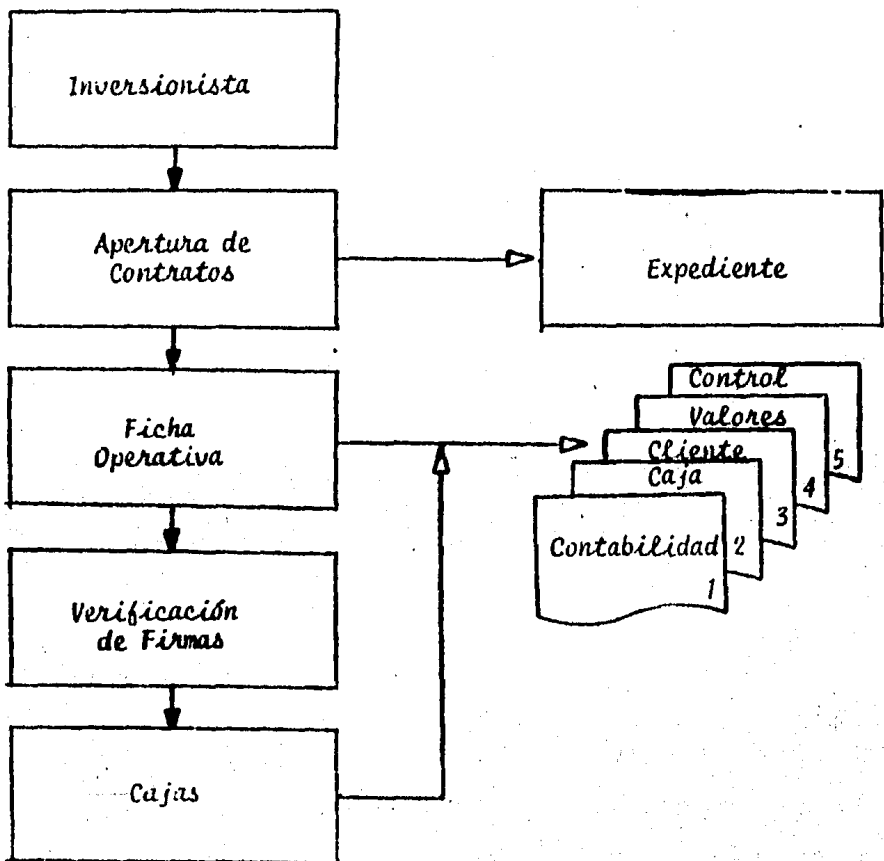 Inversionista
Apertura de
Contratos
Expediente
Ficha
Operativa
Control
Valores
Cliente
Caja
Contabilidad
1
2
3
4
5
Verificación
de Firmas
Cajas